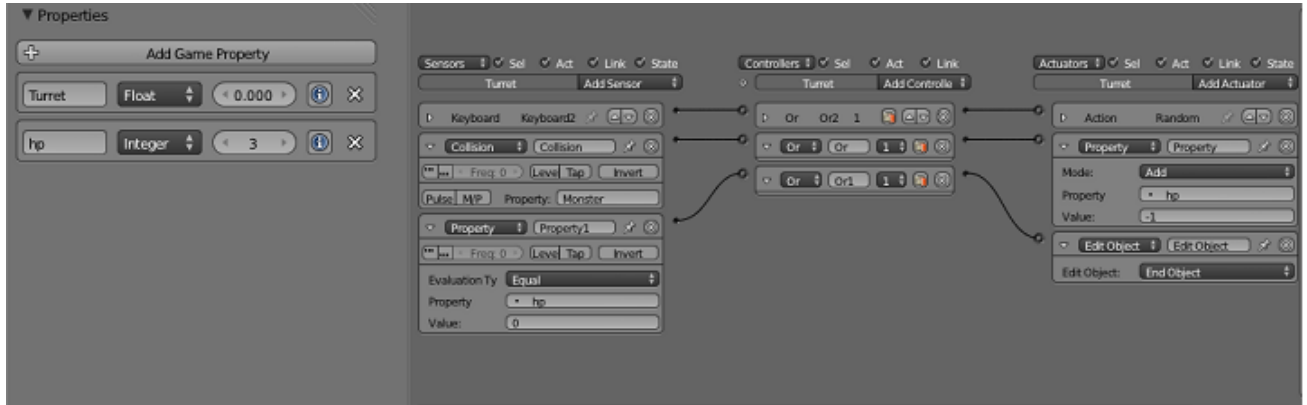 Properties
Add Game Property
Turret Float 0.000
hp Integer 3
Sensors Sel Act Link State
Turret Add Sensor
Keyboard Keyboard2
Collision Collision
Freq: 0 Level Tap Invert
Pulse M/P Property: Monster
Property Property1
Freq: 0 Level Tap Invert
Evaluation Ty Equal
Property hp
Value: 0
Controllers Sel Act Link
Turret Add Controlle
Or Or2 1
Or Or 1
Or Or1 1
Actuators Sel Act Link State
Turret Add Actuator
Action Random
Property Property
Mode: Add
Property hp
Value: -1
Edit Object Edit Object
Edit Object: End Object